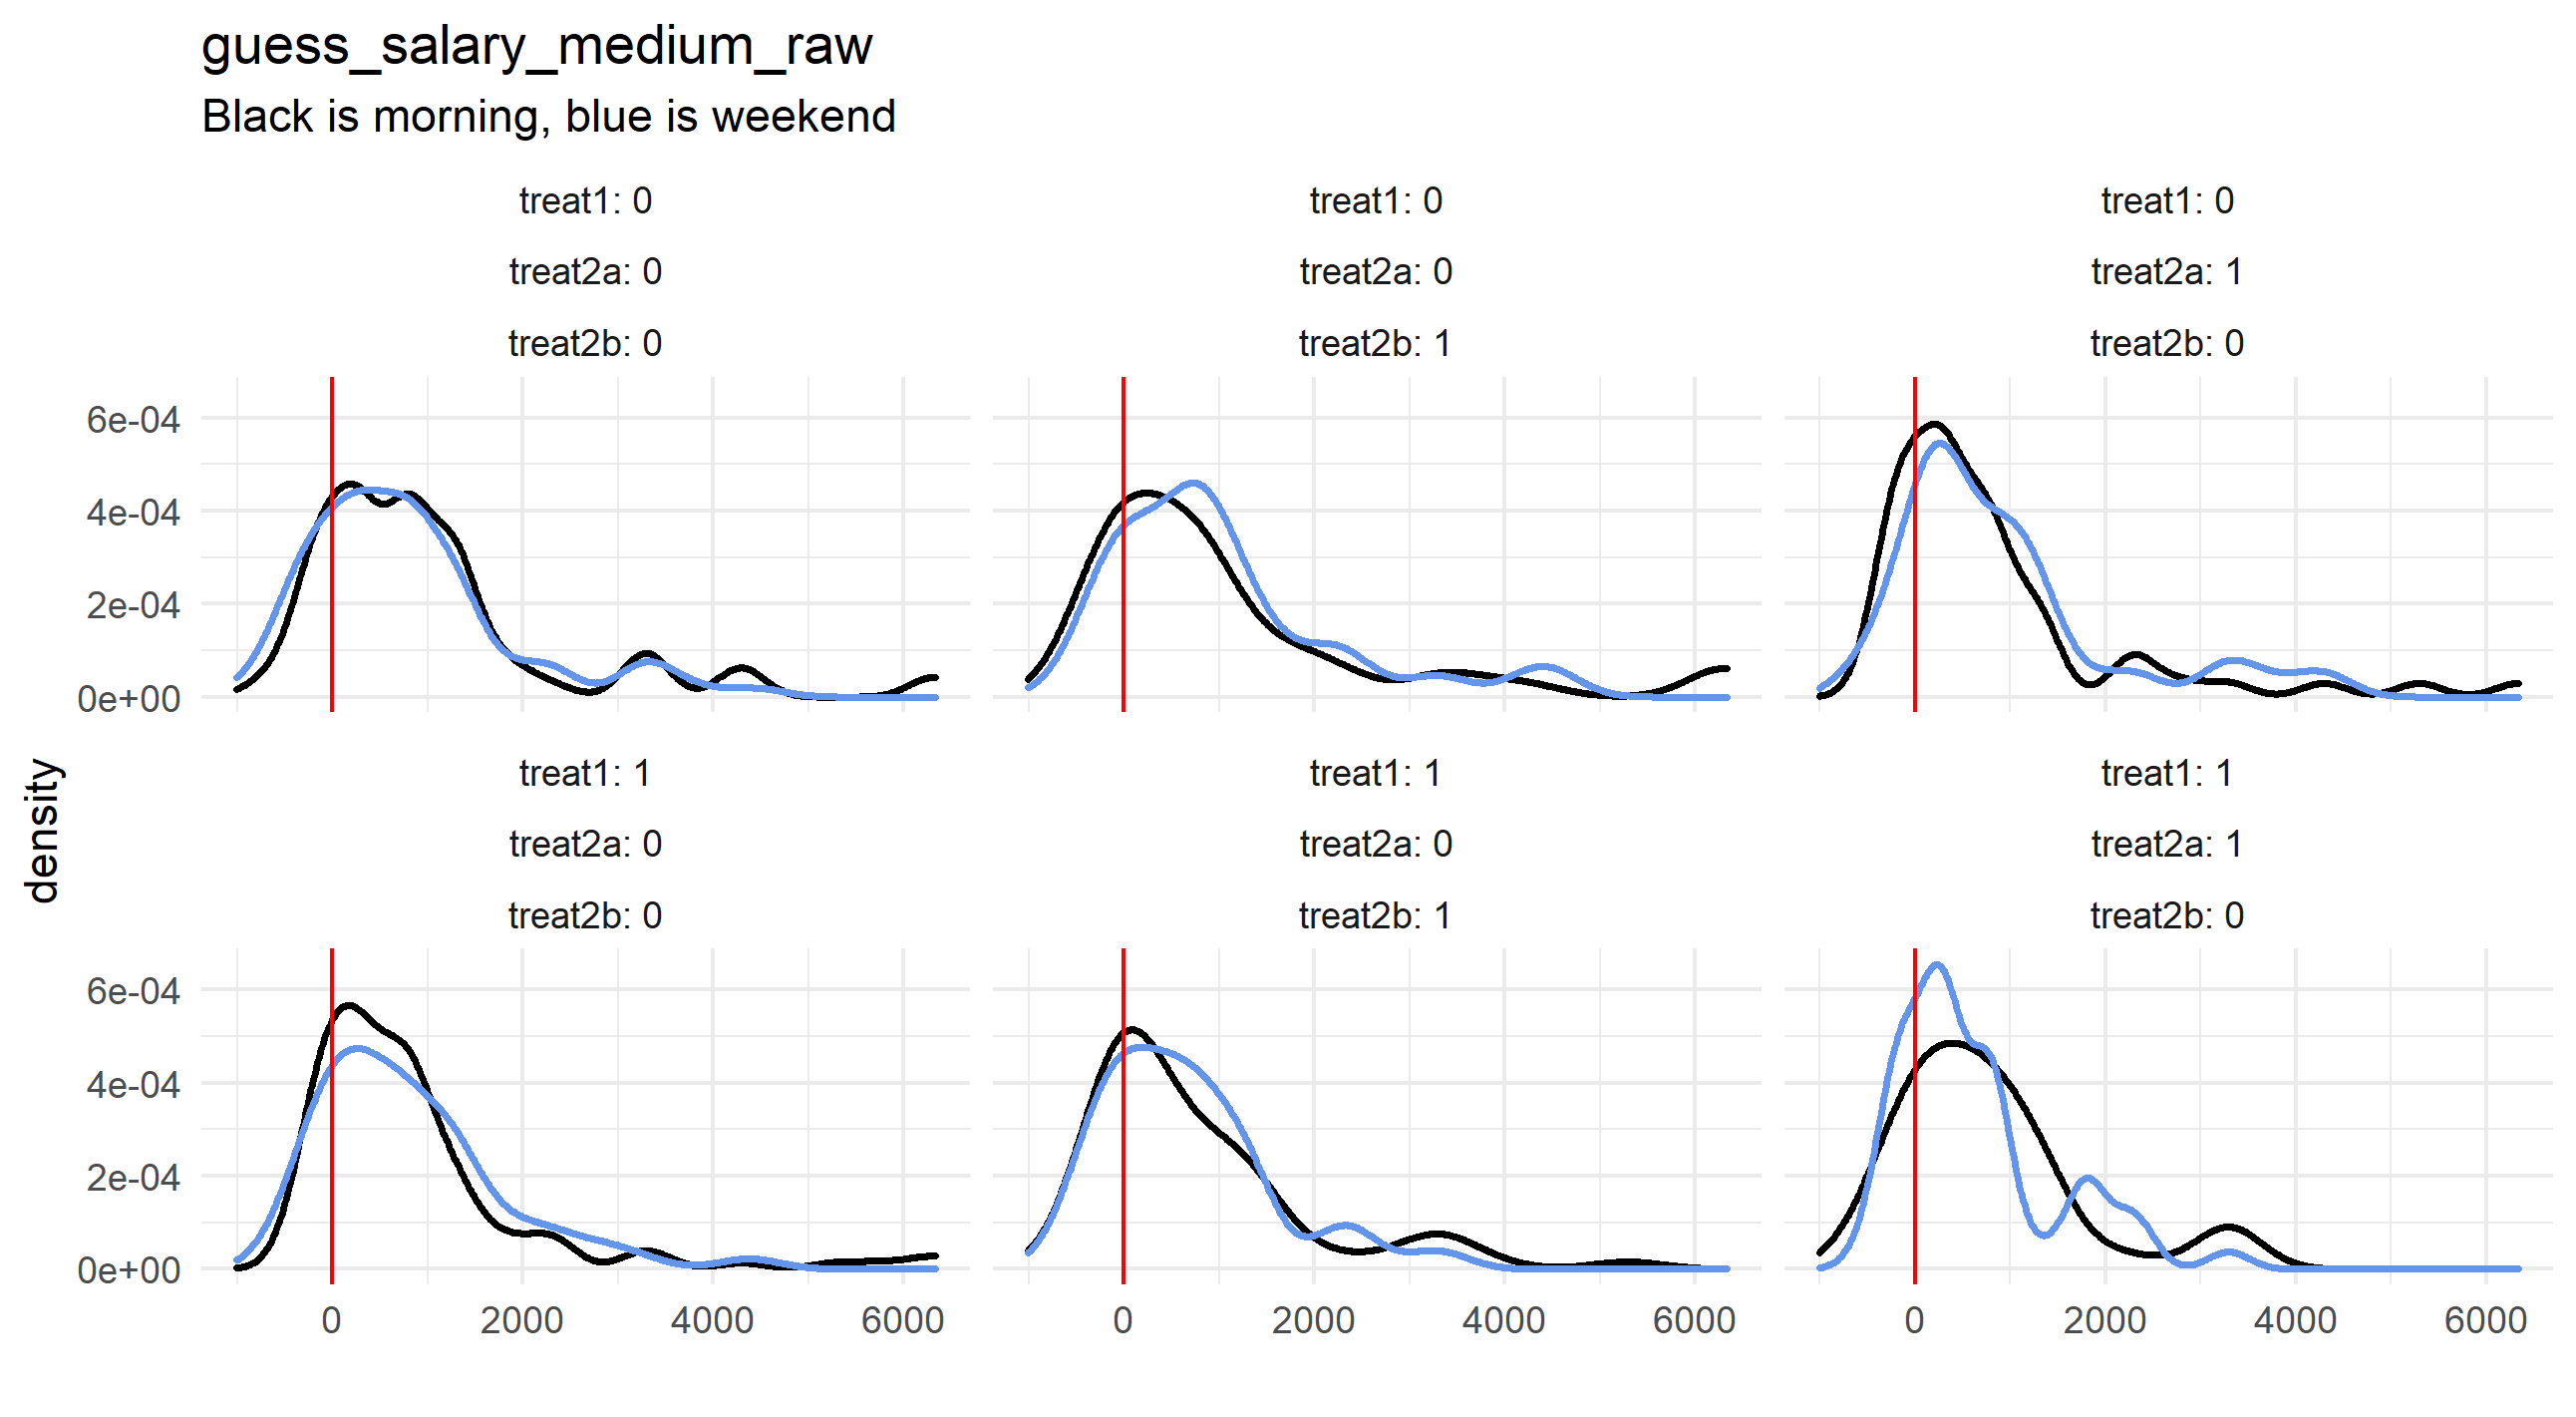 guess_salary_medium_raw
Black is morning, blue is weekend
treat1: 0
treat2a: 0
treat2b: 0
treat1: 0
treat2a: 0
treat2b: 1
treat1: 0
treat2a: 1
treat2b: 0
6e-04
4e-04
2e-04
0e+00
density
treat1: 1
treat2a: 0
treat2b: 0
treat1: 1
treat2a: 0
treat2b: 1
treat1: 1
treat2a: 1
treat2b: 0
6e-04
4e-04
2e-04
0e+00
0 2000 4000 6000
0 2000 4000 6000
0 2000 4000 6000